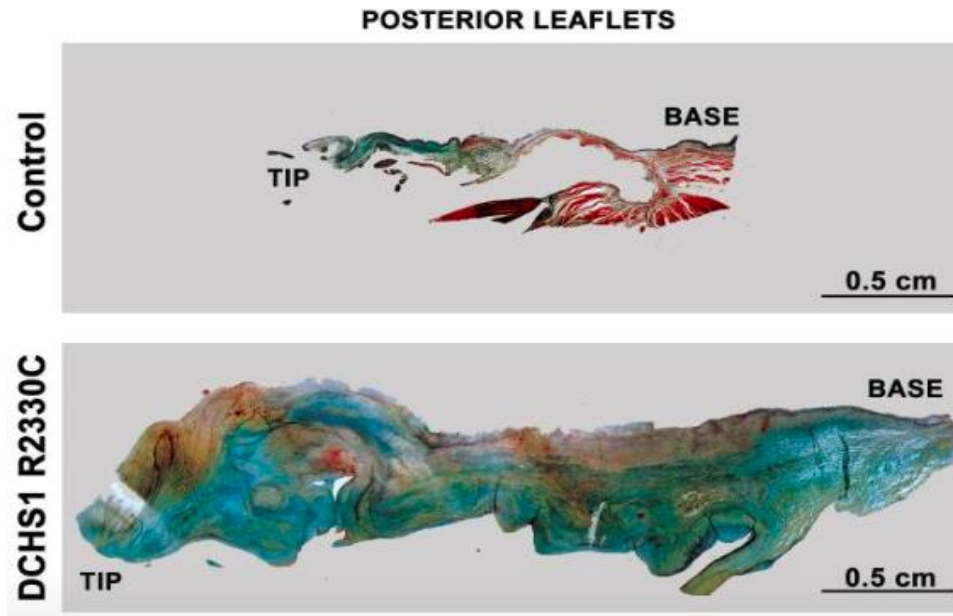 POSTERIOR LEAFLETS
Control
BASE
TIP
0.5 cm
DCHS1 R2330C
BASE
TIP
0.5 cm